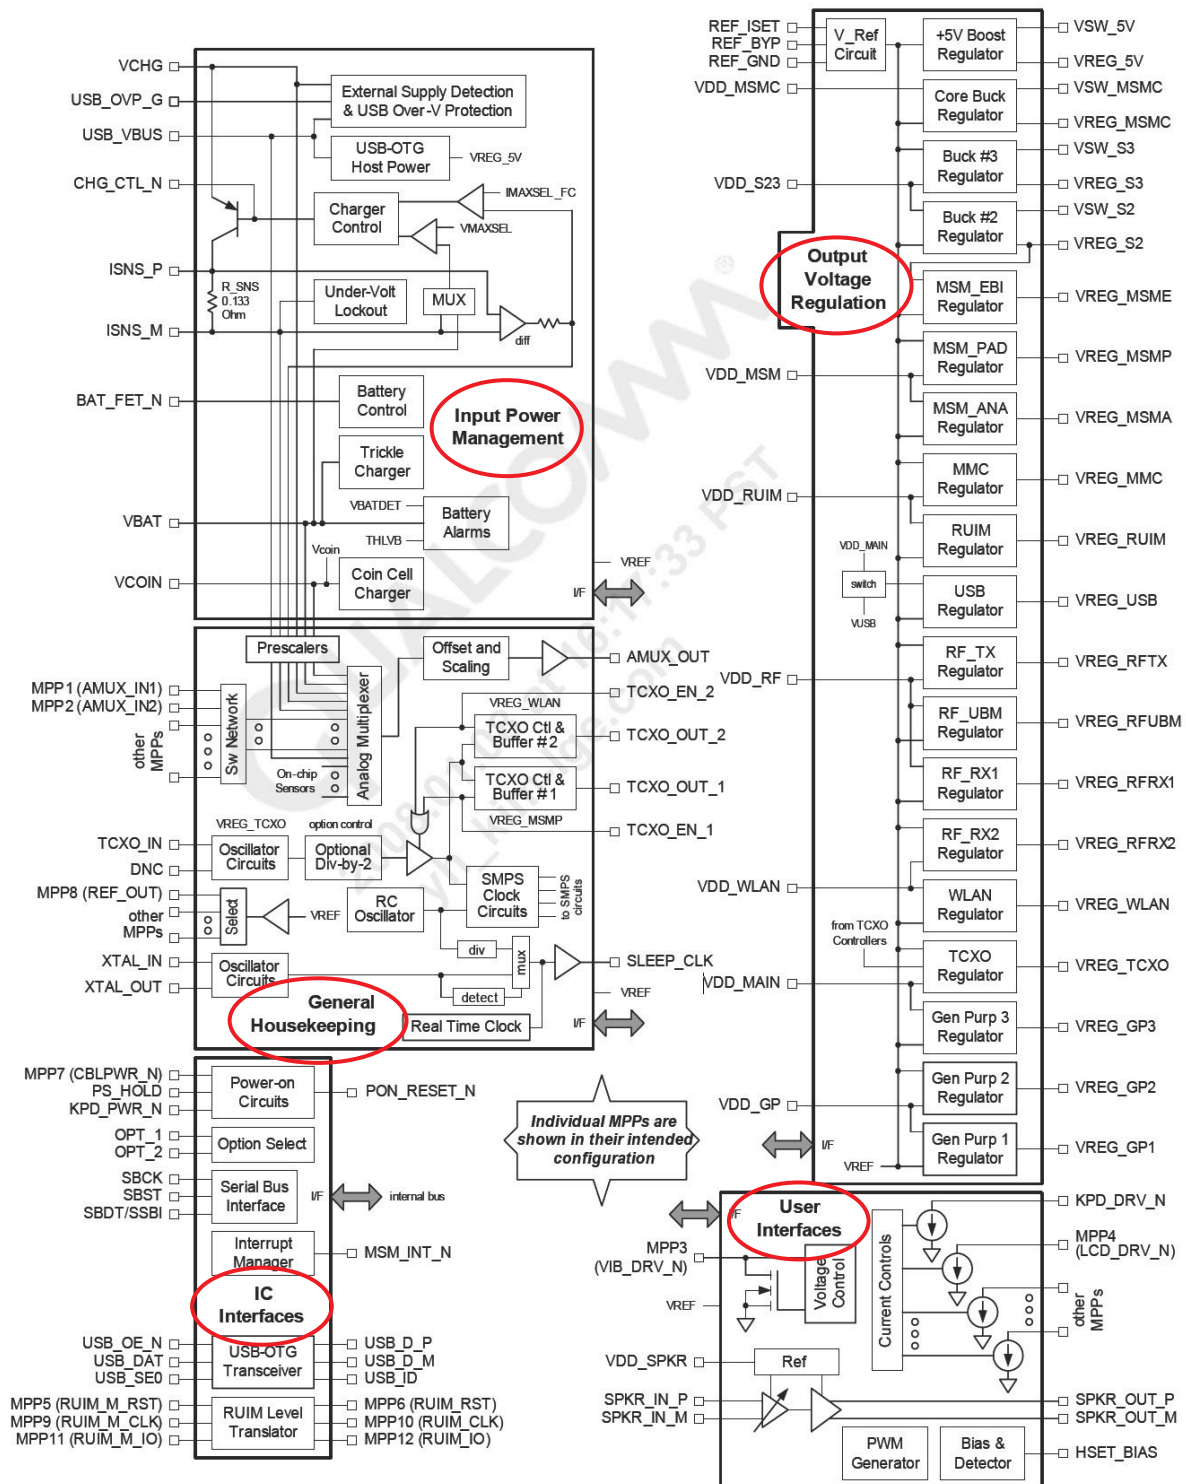 VCHG
USB_OVP_G
USB_VBUS
CHG_CTL_N
ISNS_P
ISNS_M
BAT_FET_N
VBAT
VCOIN
External Supply Detection
& USB Over-V Protection
USB-OTG
Host Power
VREG_5V
Charger
Control
IMAXSEL_FC
VMAXSEL
R_SNS
0.133
Ohm
Under-Volt
Lockout
MUX
diff
Battery
Control
Input Power
Management
Trickle
Charger
VBATDET
THLVB
Battery
Alarms
Vcoin
Coin Cell
Charger
VREF
I/F
Prescalers
Offset and
Scaling
AMUX_OUT
MPP1 (AMUX_IN1)
MPP2 (AMUX_IN2)
other
MPPs
Sw Network
On-chip
Sensors
Analog Multiplexer
VREG_WLAN
TCXO Ctl &
Buffer #2
TCXO Ctl &
Buffer #1
VREG_MSMP
TCXO_EN_2
TCXO_OUT_2
TCXO_OUT_1
TCXO_EN_1
VREG_TCXO
option control
TCXO_IN
DNC
Oscillator
Circuits
Optional
Div-by-2
MPP8 (REF_OUT)
other
MPPs
Select
VREF
RC
Oscillator
SMPS
Clock
Circuits
to SMPS
circuits
XTAL_IN
XTAL_OUT
Oscillator
Circuits
div
detect
mux
SLEEP_CLK
VREF
General
Housekeeping
Real Time Clock
I/F
MPP7 (CBLPWR_N)
PS_HOLD
KPD_PWR_N
Power-on
Circuits
PON_RESET_N
OPT_1
OPT_2
Option Select
SBCK
SBST
SBDT/SSBI
Serial Bus
Interface
I/F
internal bus
Interrupt
Manager
MSM_INT_N
IC
Interfaces
USB_OE_N
USB_DAT
USB_SE0
USB-OTG
Transceiver
USB_D_P
USB_D_M
USB_ID
MPP5 (RUIM_M_RST)
MPP9 (RUIM_M_CLK)
MPP11 (RUIM_M_IO)
RUIM Level
Translator
MPP6 (RUIM_RST)
MPP10 (RUIM_CLK)
MPP12 (RUIM_IO)
Individual MPPs are
shown in their intended
configuration
REF_ISET
REF_BYP
REF_GND
V_Ref
Circuit
VDD_MSMC
VDD_S23
Output
Voltage
Regulation
VDD_MSM
VDD_RUIM
VDD_MAIN
switch
VUSB
VDD_RF
VDD_WLAN
from TCXO
Controllers
VDD_MAIN
VDD_GP
I/F
VREF
+5V Boost
Regulator
Core Buck
Regulator
Buck #3
Regulator
Buck #2
Regulator
MSM_EBI
Regulator
MSM_PAD
Regulator
MSM_ANA
Regulator
MMC
Regulator
RUIM
Regulator
USB
Regulator
RF_TX
Regulator
RF_UBM
Regulator
RF_RX1
Regulator
RF_RX2
Regulator
WLAN
Regulator
TCXO
Regulator
Gen Purp 3
Regulator
Gen Purp 2
Regulator
Gen Purp 1
Regulator
VSW_5V
VREG_5V
VSW_MSMC
VREG_MSMC
VSW_S3
VREG_S3
VSW_S2
VREG_S2
VREG_MSME
VREG_MSMP
VREG_MSMA
VREG_MMC
VREG_RUIM
VREG_USB
VREG_RFTX
VREG_RFUBM
VREG_RFRX1
VREG_RFRX2
VREG_WLAN
VREG_TCXO
VREG_GP3
VREG_GP2
VREG_GP1
I/F
User
Interfaces
MPP3
(VIB_DRV_N)
VREF
Voltage
Control
Current Controls
KPD_DRV_N
MPP4
(LCD_DRV_N)
other
MPPs
VDD_SPKR
Ref
SPKR_IN_P
SPKR_IN_M
SPKR_OUT_P
SPKR_OUT_M
PWM
Generator
Bias &
Detector
HSET_BIAS
QUALCOMM